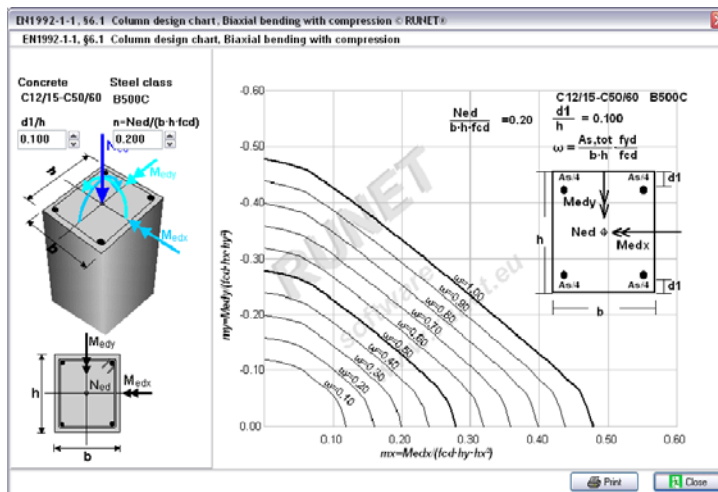 EN1992-1-1, §6.1 Column design chart, Biaxial bending with compression © RUNET®
EN1992-1-1, §6.1 Column design chart, Biaxial bending with compression
Concrete Steel class
C12/15-C50/60 B500C
d1/h n=Ned/(b·h·fcd)
0.100 0.200
Ned
Medy
Medx
h
b
Medy
Ned
Medx
h
b
-0.60
-0.50
-0.40
-0.30
-0.20
-0.10
0.00
my=Medy/(fcd·hx·hy²)
0.10 0.20 0.30 0.40 0.50 0.60
mx=Medx/(fcd·hy·hx²)
ω=1.00
ω=0.90
ω=0.80
ω=0.70
ω=0.60
ω=0.50
ω=0.40
ω=0.30
ω=0.20
ω=0.10
RUNET
software
C12/15-C50/60 B500C
Ned
b·h·fcd
=0.20
d1
h
= 0.100
ω= As,tot fyd
b·h fcd
As/4 As/4
d1
Medy
Ned
Medx
h
As/4 As/4
d1
b
Print Close